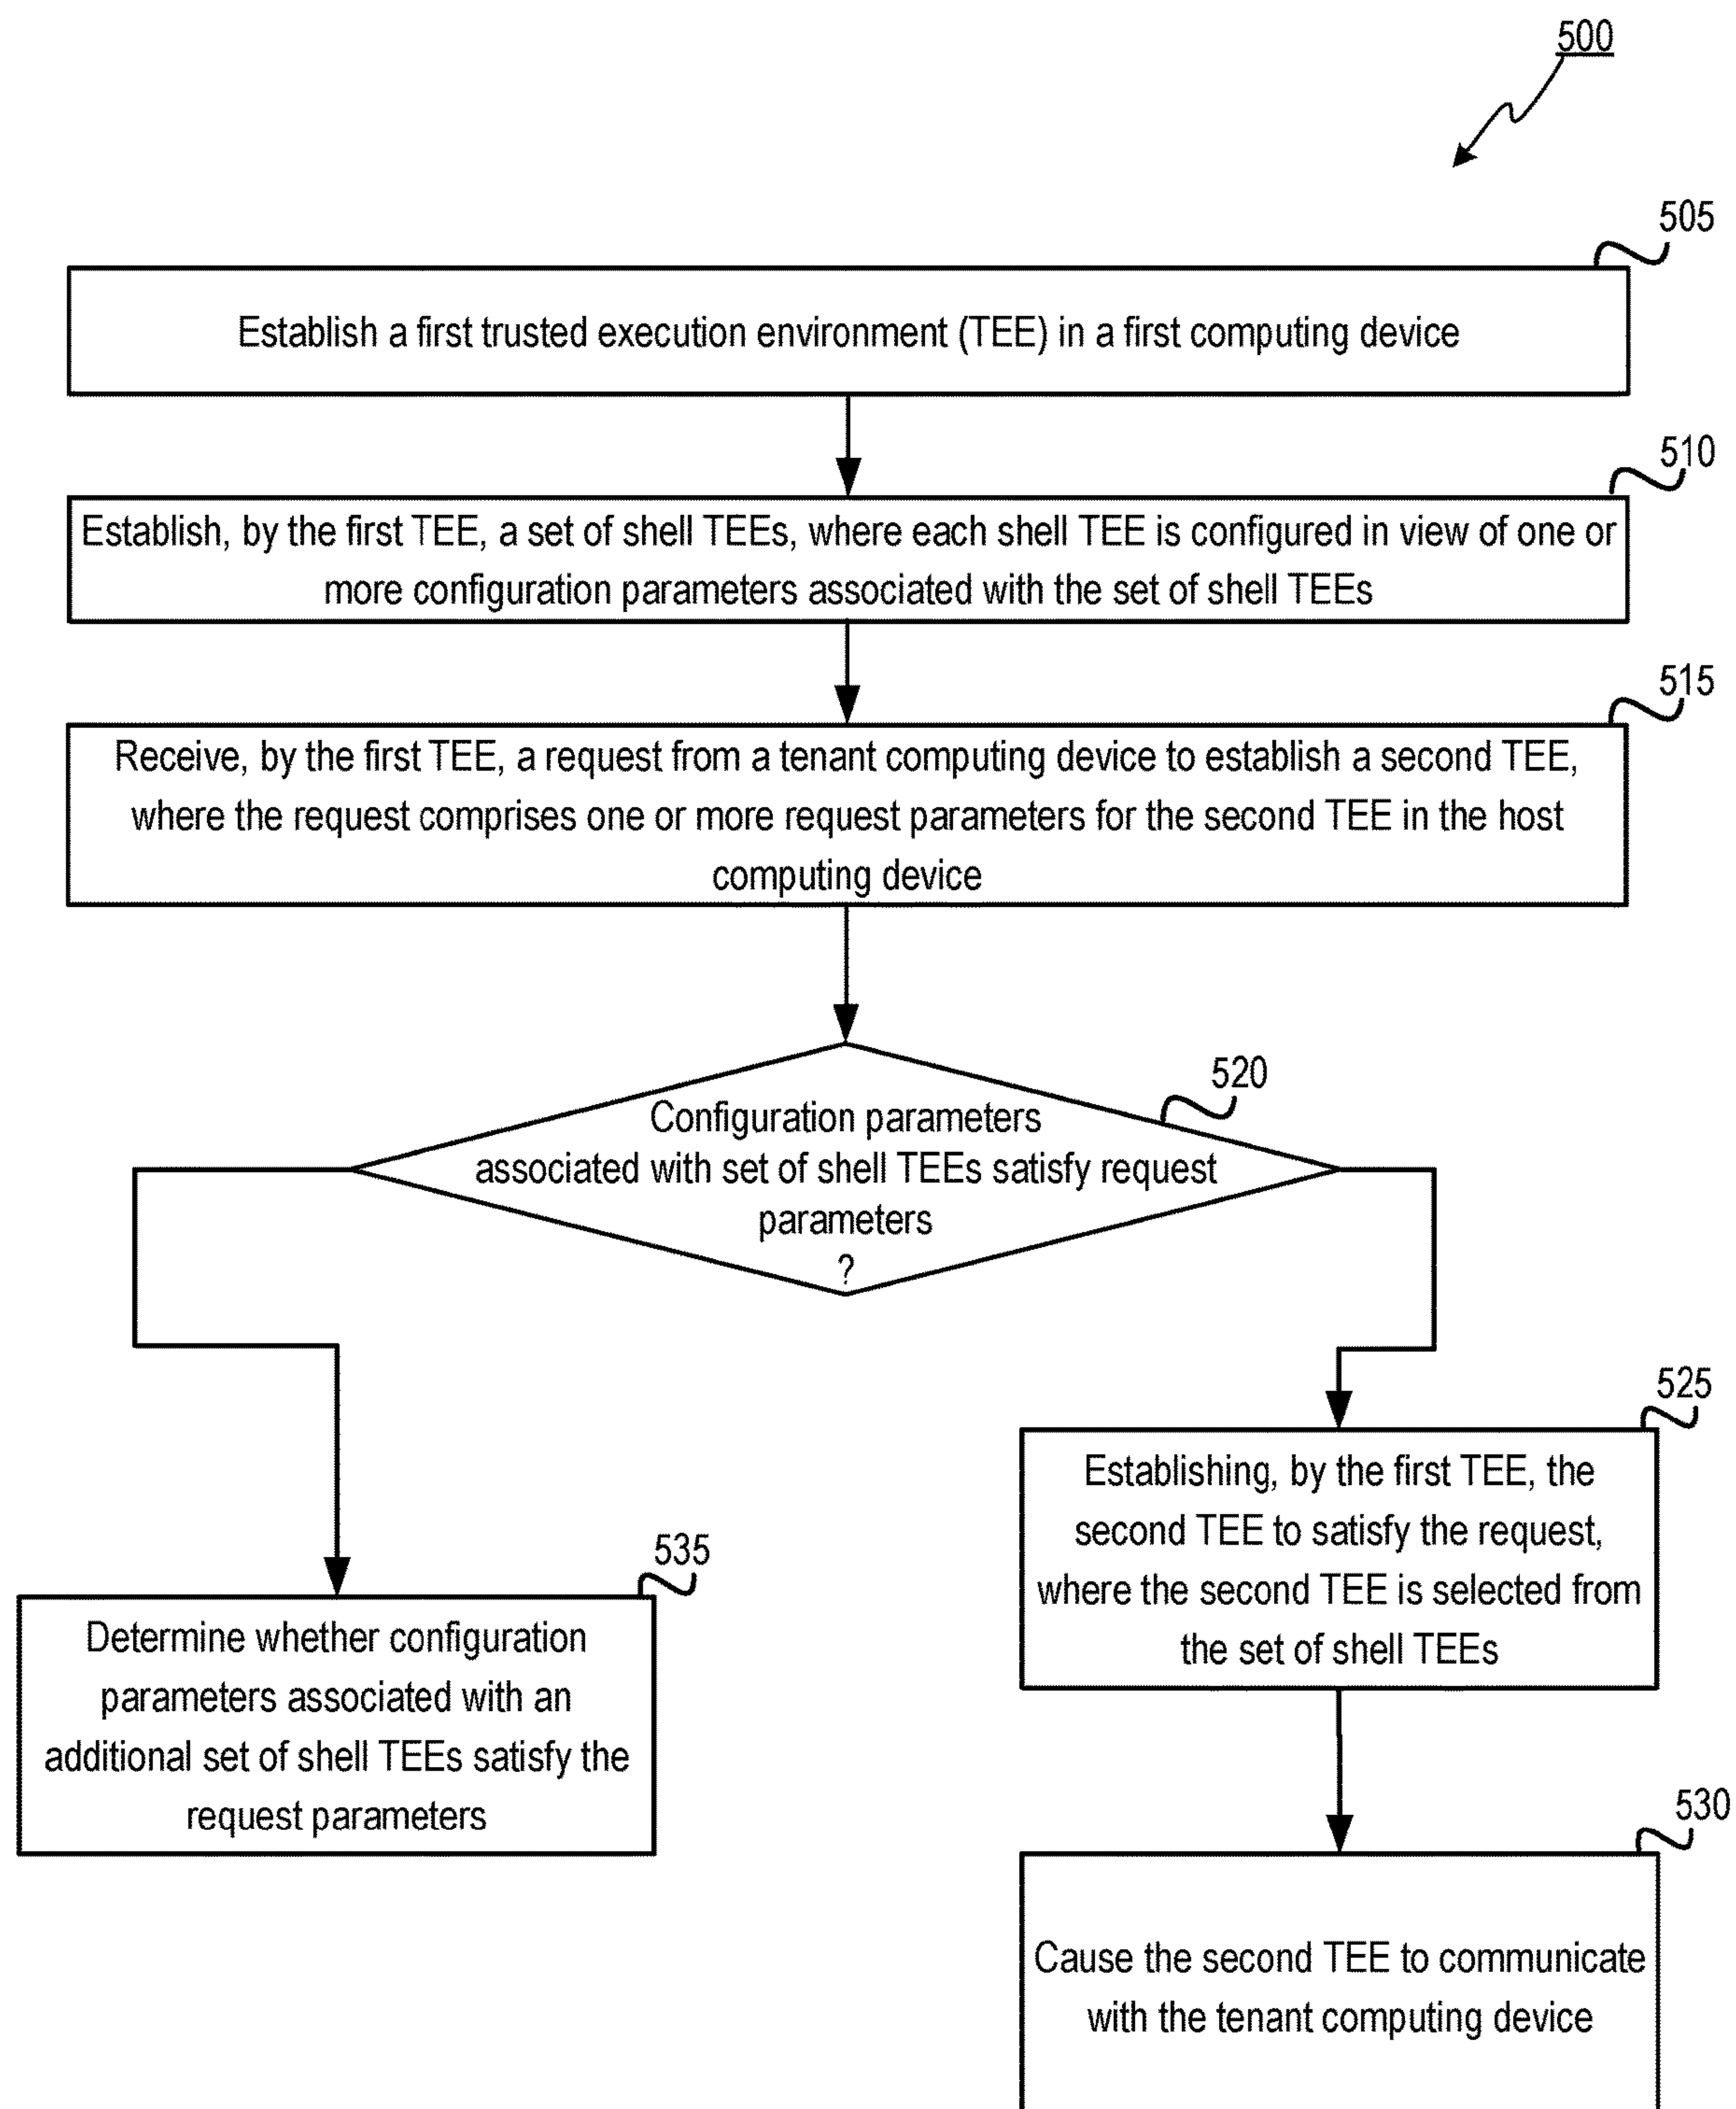 500
505
Establish a first trusted execution environment (TEE) in a first computing device
510
Establish, by the first TEE, a set of shell TEEs, where each shell TEE is configured in view of one or
more configuration parameters associated with the set of shell TEEs
515
Receive, by the first TEE, a request from a tenant computing device to establish a second TEE,
where the request comprises one or more request parameters for the second TEE in the host
computing device
520
Configuration parameters
associated with set of shell TEEs satisfy request
parameters
?
525
Establishing, by the first TEE, the
second TEE to satisfy the request,
where the second TEE is selected from
the set of shell TEEs
535
Determine whether configuration
parameters associated with an
additional set of shell TEEs satisfy the
request parameters
530
Cause the second TEE to communicate
with the tenant computing device